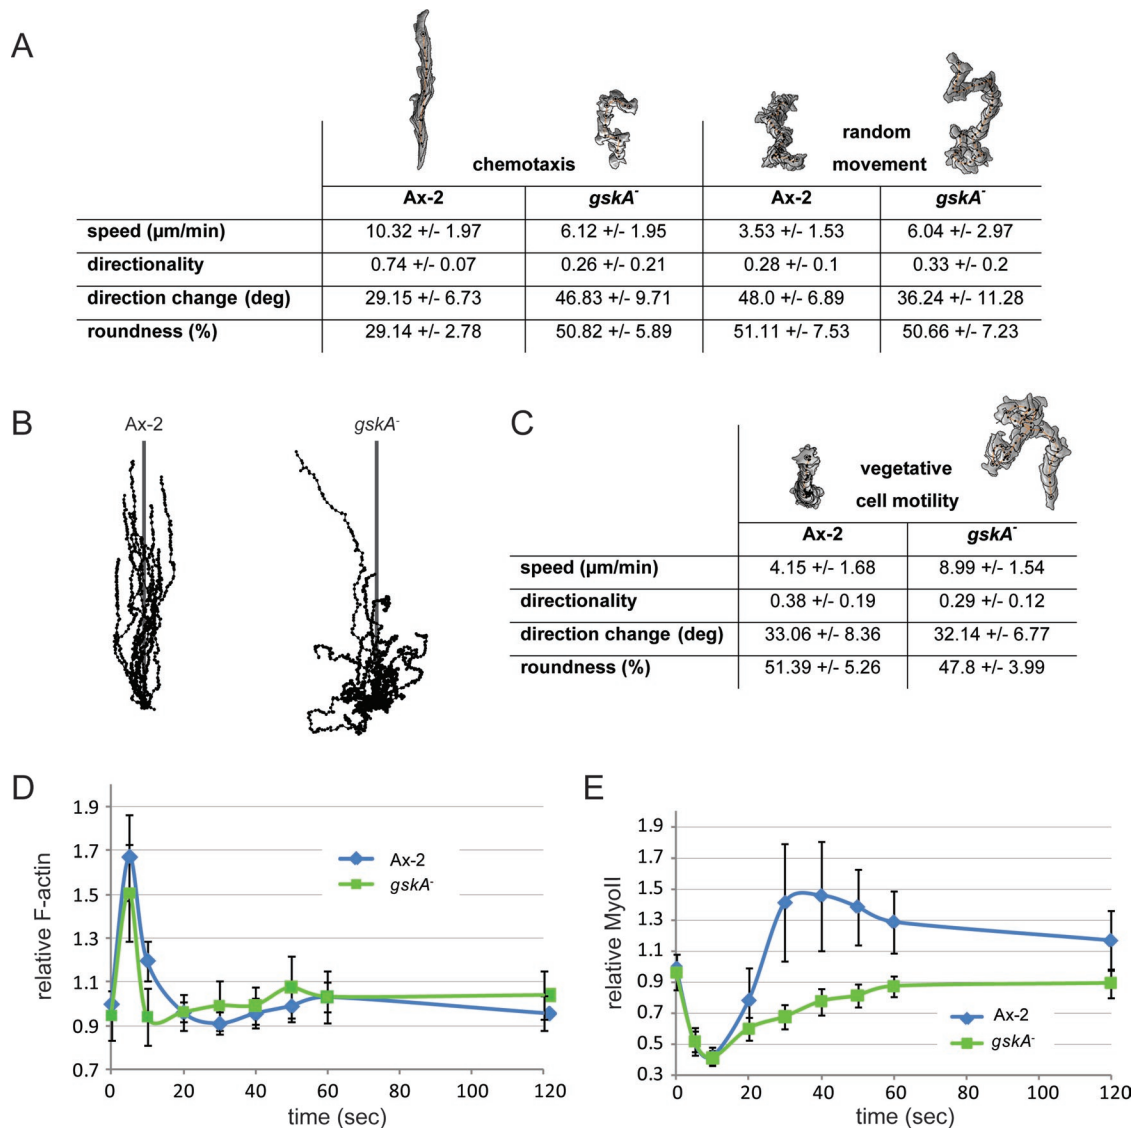 A
chemotaxis
random
movement
Ax-2 gskA- Ax-2 gskA-
speed (µm/min) 10.32 +/- 1.97 6.12 +/- 1.95 3.53 +/- 1.53 6.04 +/- 2.97
directionality 0.74 +/- 0.07 0.26 +/- 0.21 0.28 +/- 0.1 0.33 +/- 0.2
direction change (deg) 29.15 +/- 6.73 46.83 +/- 9.71 48.0 +/- 6.89 36.24 +/- 11.28
roundness (%) 29.14 +/- 2.78 50.82 +/- 5.89 51.11 +/- 7.53 50.66 +/- 7.23
B
Ax-2 gskA-
C
vegetative
cell motility
Ax-2 gskA-
speed (µm/min) 4.15 +/- 1.68 8.99 +/- 1.54
directionality 0.38 +/- 0.19 0.29 +/- 0.12
direction change (deg) 33.06 +/- 8.36 32.14 +/- 6.77
roundness (%) 51.39 +/- 5.26 47.8 +/- 3.99
D
relative F-actin
1.9
1.7
1.5
1.3
1.1
0.9
0.7
Ax-2
gskA-
0 20 40 60 80 100 120
time (sec)
E
relative MyoII
1.9
1.7
1.5
1.3
1.1
0.9
0.7
0.5
0.3
Ax-2
gskA-
0 20 40 60 80 100 120
time (sec)